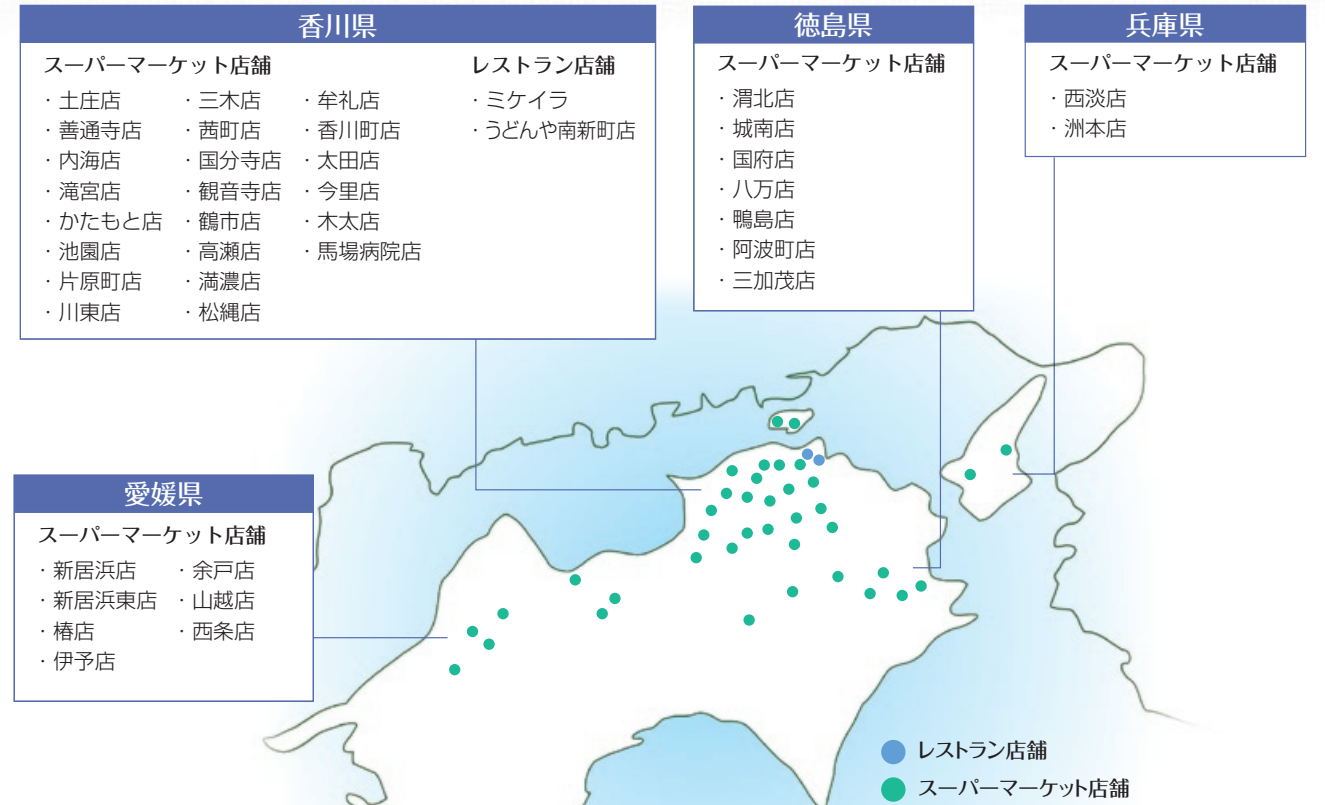 香川県
スーパーマーケット店舗
・土庄店
・善通寺店
・内海店
・滝宮店
・かたもと店
・池園店
・片原町店
・川東店
・三木店
・茜町店
・国分寺店
・観音寺店
・鶴市店
・高瀬店
・満濃店
・松縄店
・牟礼店
・香川町店
・太田店
・今里店
・木太店
・馬場病院店
レストラン店舗
・ミケイラ
・うどんや南新町店
徳島県
スーパーマーケット店舗
・渭北店
・城南店
・国府店
・八万店
・鴨島店
・阿波町店
・三加茂店
兵庫県
スーパーマーケット店舗
・西淡店
・洲本店
愛媛県
スーパーマーケット店舗
・新居浜店
・新居浜東店
・椿店
・伊予店
・余戸店
・山越店
・西条店
レストラン店舗
スーパーマーケット店舗